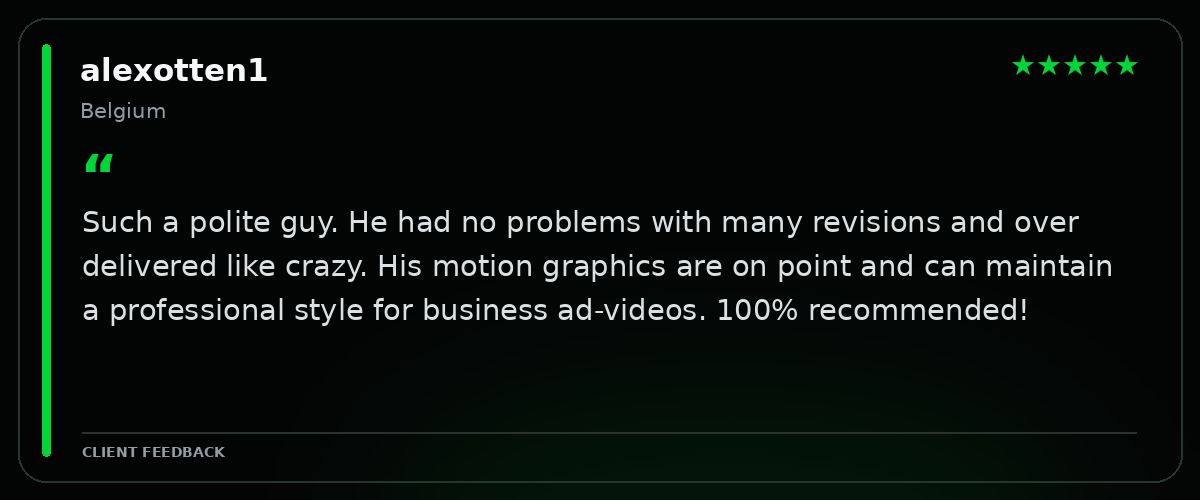 alexotten1
★★★★★
Belgium
“
Such a polite guy. He had no problems with many revisions and over
delivered like crazy. His motion graphics are on point and can maintain
a professional style for business ad-videos. 100% recommended!
CLIENT FEEDBACK